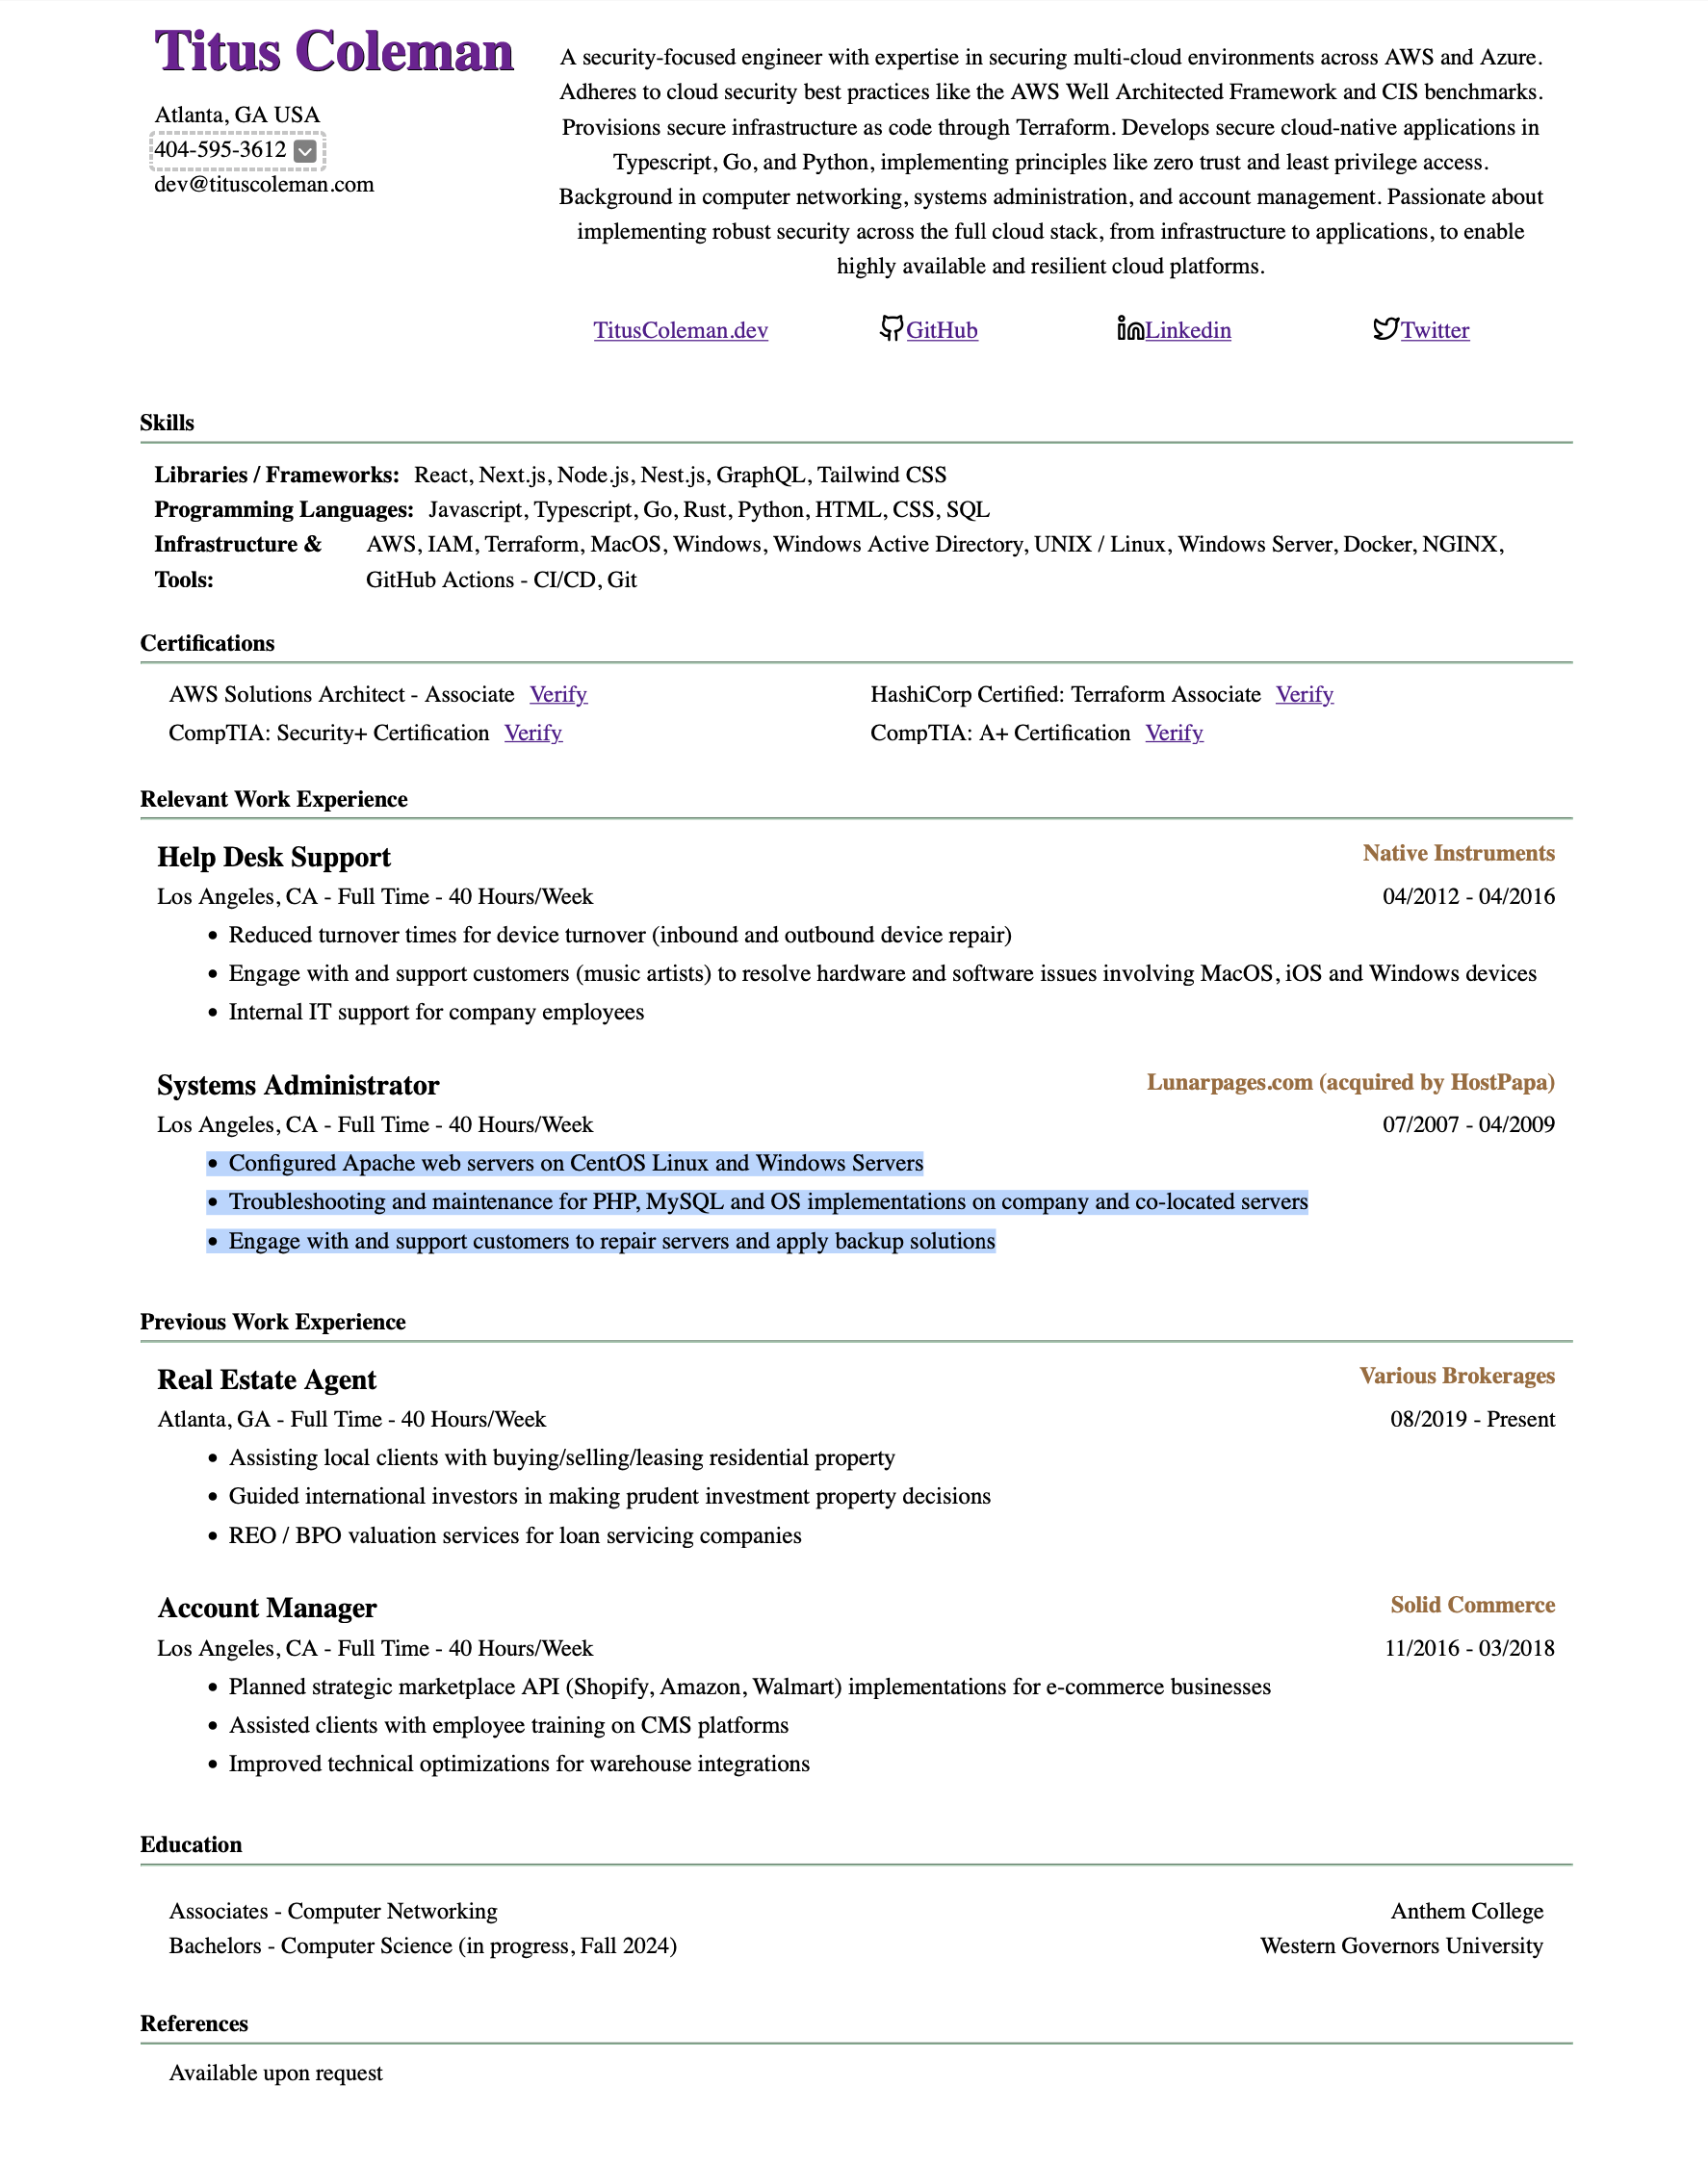 Titus Coleman
Atlanta, GA USA
404-595-3612
dev@tituscoleman.com
A security-focused engineer with expertise in securing multi-cloud environments across AWS and Azure.
Adheres to cloud security best practices like the AWS Well Architected Framework and CIS benchmarks.
Provisions secure infrastructure as code through Terraform. Develops secure cloud-native applications in
Typescript, Go, and Python, implementing principles like zero trust and least privilege access.
Background in computer networking, systems administration, and account management. Passionate about
implementing robust security across the full cloud stack, from infrastructure to applications, to enable
highly available and resilient cloud platforms.
TitusColeman.dev GitHub Linkedin Twitter
Skills
Libraries / Frameworks: React, Next.js, Node.js, Nest.js, GraphQL, Tailwind CSS
Programming Languages: Javascript, Typescript, Go, Rust, Python, HTML, CSS, SQL
Infrastructure & AWS, IAM, Terraform, MacOS, Windows, Windows Active Directory, UNIX / Linux, Windows Server, Docker, NGINX,
Tools: GitHub Actions - CI/CD, Git
Certifications
AWS Solutions Architect - Associate Verify HashiCorp Certified: Terraform Associate Verify
CompTIA: Security+ Certification Verify CompTIA: A+ Certification Verify
Relevant Work Experience
Help Desk Support Native Instruments
Los Angeles, CA - Full Time - 40 Hours/Week 04/2012 - 04/2016
• Reduced turnover times for device turnover (inbound and outbound device repair)
• Engage with and support customers (music artists) to resolve hardware and software issues involving MacOS, iOS and Windows devices
• Internal IT support for company employees
Systems Administrator Lunarpages.com (acquired by HostPapa)
Los Angeles, CA - Full Time - 40 Hours/Week 07/2007 - 04/2009
• Configured Apache web servers on CentOS Linux and Windows Servers
• Troubleshooting and maintenance for PHP, MySQL and OS implementations on company and co-located servers
• Engage with and support customers to repair servers and apply backup solutions
Previous Work Experience
Real Estate Agent Various Brokerages
Atlanta, GA - Full Time - 40 Hours/Week 08/2019 - Present
• Assisting local clients with buying/selling/leasing residential property
• Guided international investors in making prudent investment property decisions
• REO / BPO valuation services for loan servicing companies
Account Manager Solid Commerce
Los Angeles, CA - Full Time - 40 Hours/Week 11/2016 - 03/2018
• Planned strategic marketplace API (Shopify, Amazon, Walmart) implementations for e-commerce businesses
• Assisted clients with employee training on CMS platforms
• Improved technical optimizations for warehouse integrations
Education
Associates - Computer Networking Anthem College
Bachelors - Computer Science (in progress, Fall 2024) Western Governors University
References
Available upon request